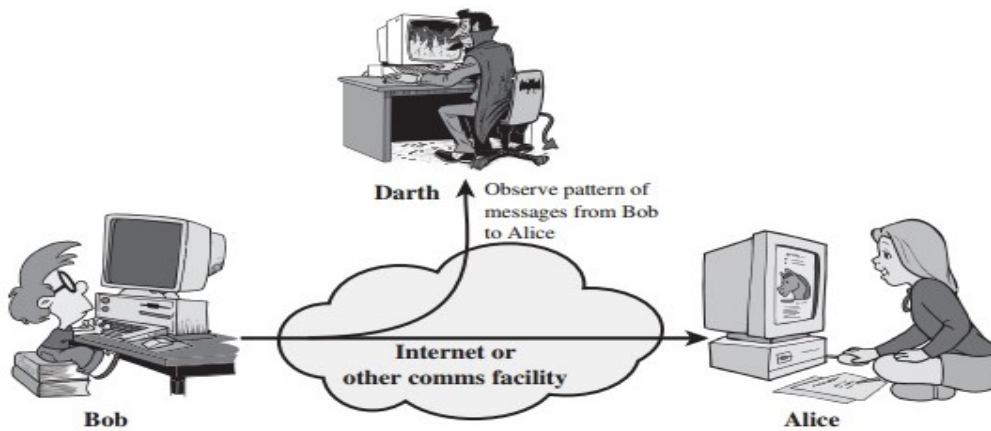 Darth
Observe pattern of
messages from Bob
to Alice
Internet or
other comms facility
Bob
Alice